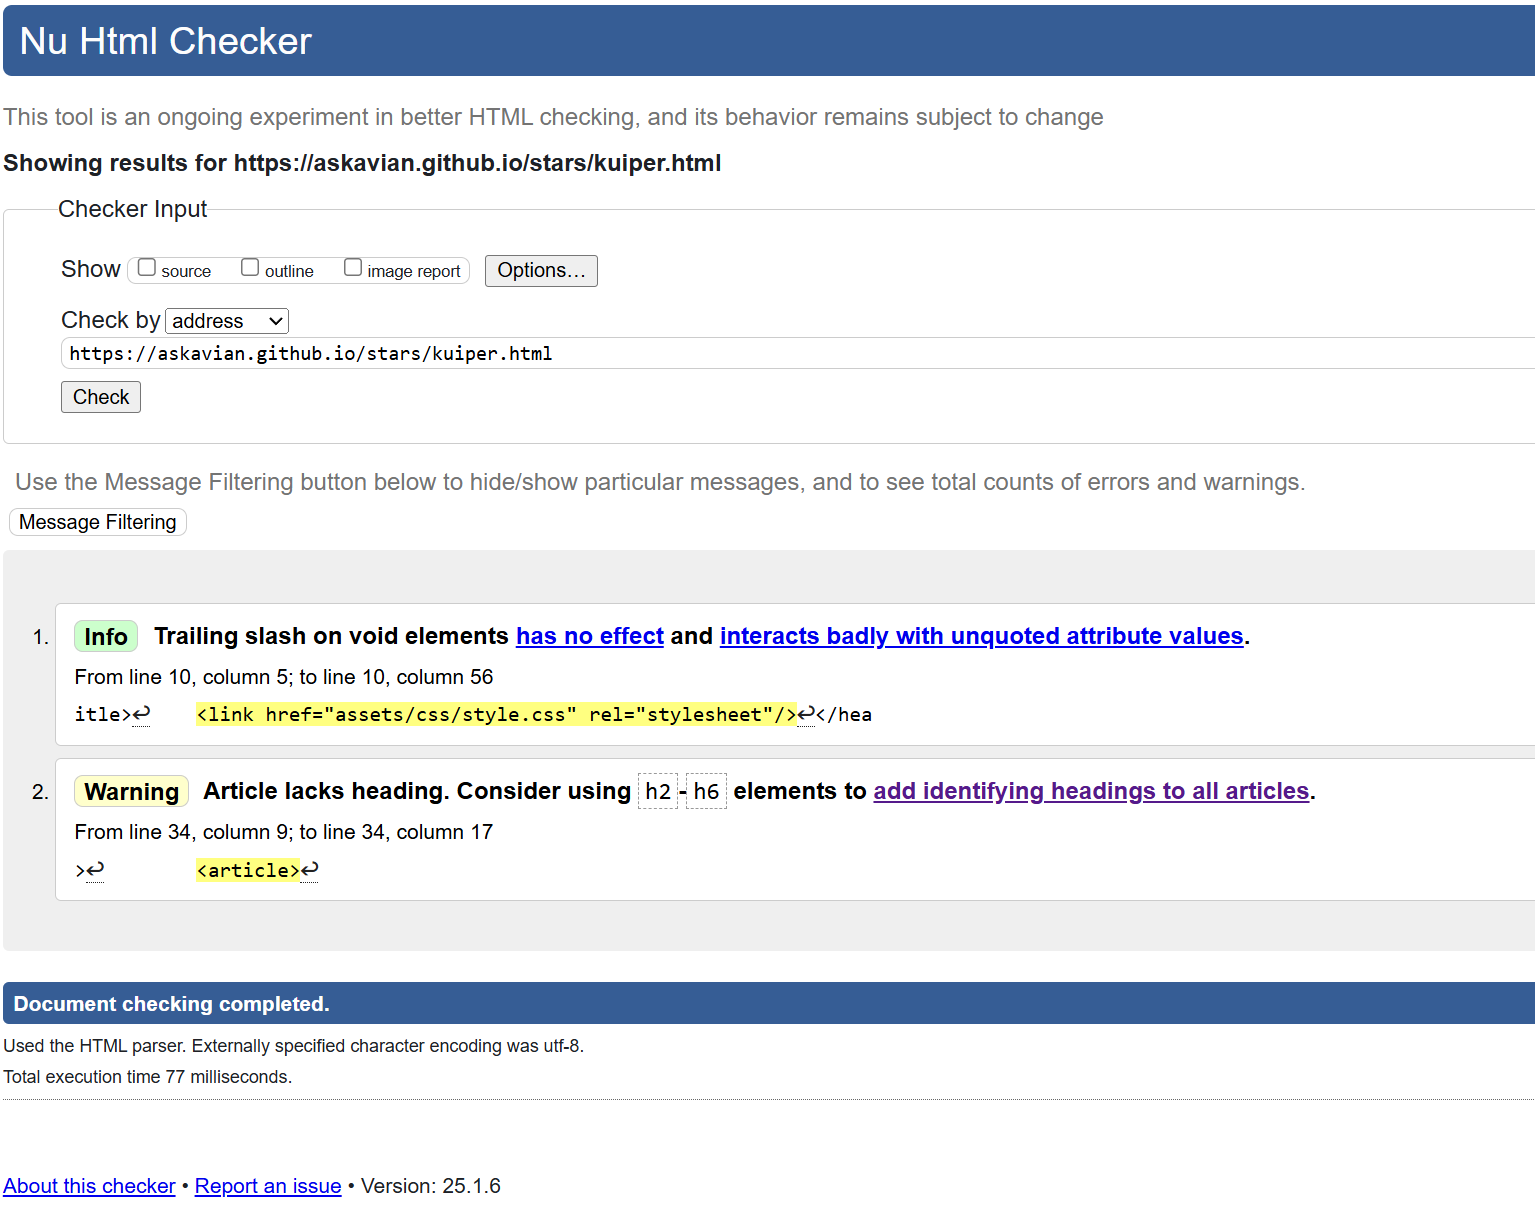 Nu Html Checker
This tool is an ongoing experiment in better HTML checking, and its behavior remains subject to change
Showing results for https://askavian.github.io/stars/kuiper.html
Checker Input
Show source outline image report Options…
Check by address
https://askavian.github.io/stars/kuiper.html
Check
Use the Message Filtering button below to hide/show particular messages, and to see total counts of errors and warnings.
Message Filtering
1. Info Trailing slash on void elements has no effect and interacts badly with unquoted attribute values.
From line 10, column 5; to line 10, column 56
itle>↩ <link href="assets/css/style.css" rel="stylesheet"/>↩</hea
2. Warning Article lacks heading. Consider using h2-h6 elements to add identifying headings to all articles.
From line 34, column 9; to line 34, column 17
>↩ <article>↩
Document checking completed.
Used the HTML parser. Externally specified character encoding was utf-8.
Total execution time 77 milliseconds.
About this checker • Report an issue • Version: 25.1.6